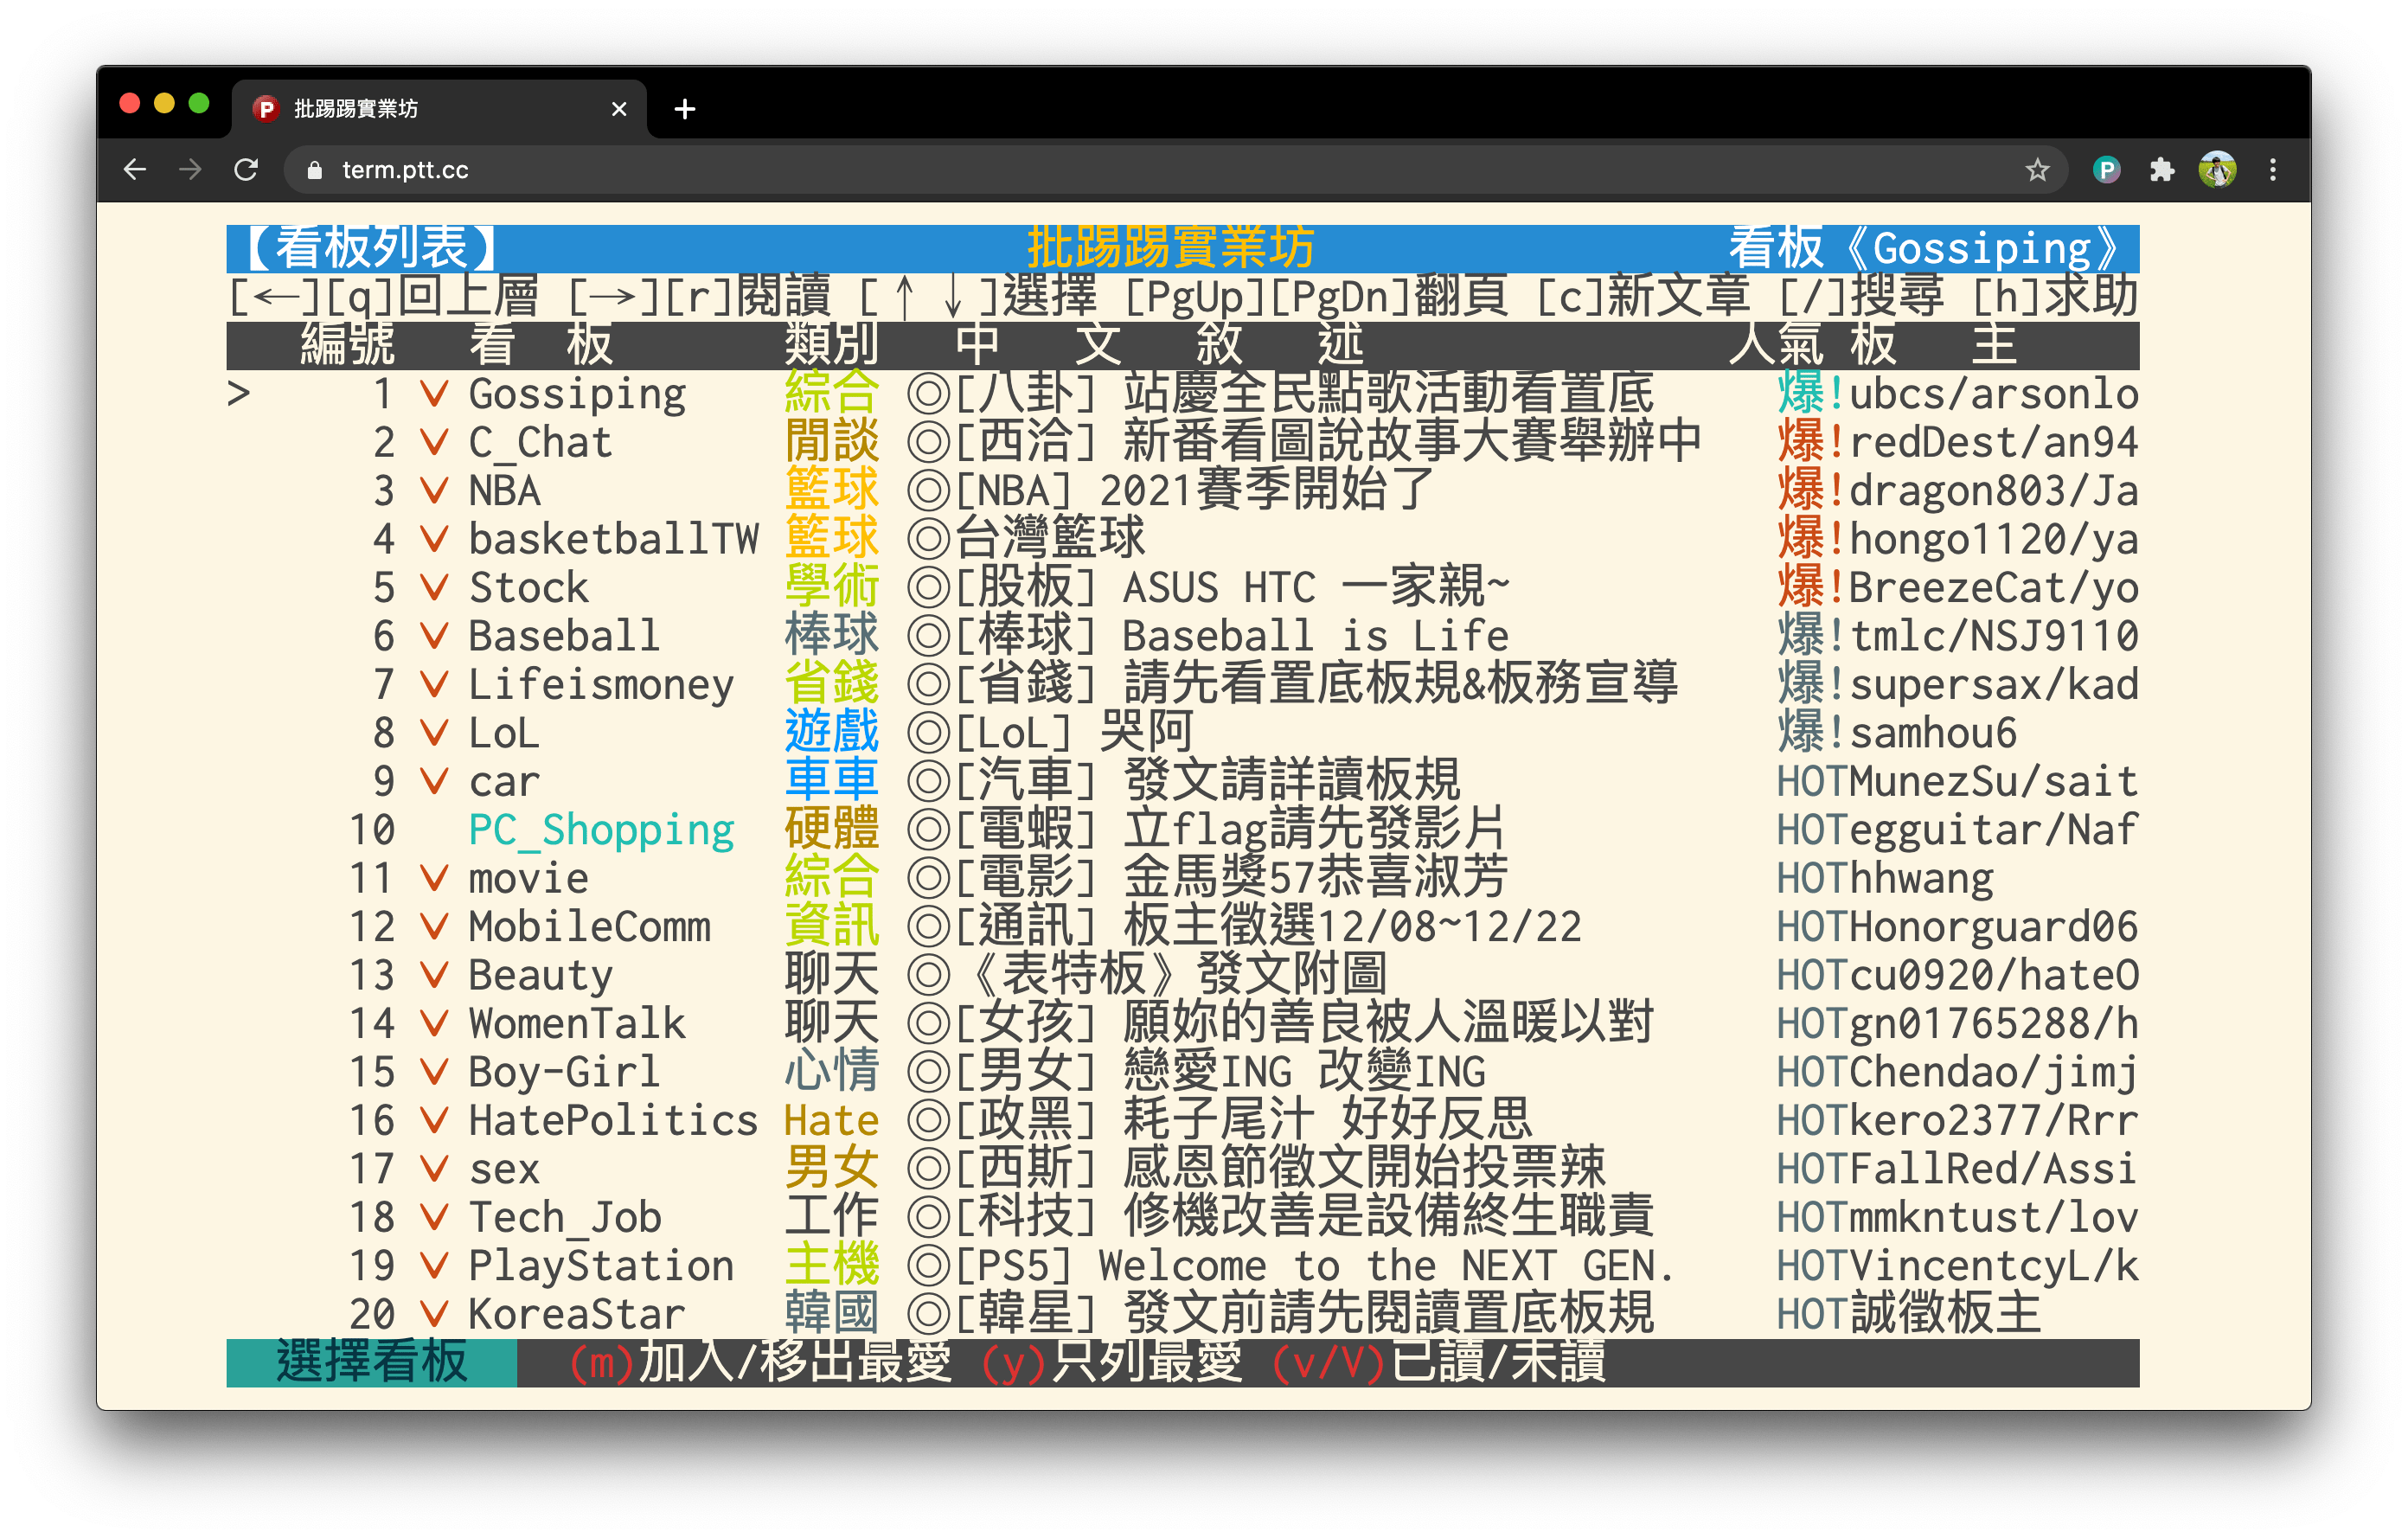 批踢踢實業坊
term.ptt.cc
【看板列表】 批踢踢實業坊 看板《Gossiping》
[←][q]回上層 [→][r]閱讀 [↑↓]選擇 [PgUp][PgDn]翻頁 [c]新文章 [/]搜尋 [h]求助
編號 看 板 類別 中 文 敘 述 人氣 板 主
> 1 ˇ Gossiping 綜合 ◎[八卦] 站慶全民點歌活動看置底 爆!ubcs/arsonlo
2 ˇ C_Chat 閒談 ◎[西洽] 新番看圖說故事大賽舉辦中 爆!redDest/an94
3 ˇ NBA 籃球 ◎[NBA] 2021賽季開始了 爆!dragon803/Ja
4 ˇ basketballTW 籃球 ◎台灣籃球 爆!hongo1120/ya
5 ˇ Stock 學術 ◎[股板] ASUS HTC 一家親~ 爆!BreezeCat/yo
6 ˇ Baseball 棒球 ◎[棒球] Baseball is Life 爆!tmlc/NSJ9110
7 ˇ Lifeismoney 省錢 ◎[省錢] 請先看置底板規&板務宣導 爆!supersax/kad
8 ˇ LoL 遊戲 ◎[LoL] 哭阿 爆!samhou6
9 ˇ car 車車 ◎[汽車] 發文請詳讀板規 HOTMunezSu/sait
10 PC_Shopping 硬體 ◎[電蝦] 立flag請先發影片 HOTegguitar/Naf
11 ˇ movie 綜合 ◎[電影] 金馬獎57恭喜淑芳 HOThhwang
12 ˇ MobileComm 資訊 ◎[通訊] 板主徵選12/08~12/22 HOTHonorguard06
13 ˇ Beauty 聊天 ◎《表特板》發文附圖 HOTcu0920/hateO
14 ˇ WomenTalk 聊天 ◎[女孩] 願妳的善良被人溫暖以對 HOTgn01765288/h
15 ˇ Boy-Girl 心情 ◎[男女] 戀愛ING 改變ING HOTChendao/jimj
16 ˇ HatePolitics Hate ◎[政黑] 耗子尾汁 好好反思 HOTkero2377/Rrr
17 ˇ sex 男女 ◎[西斯] 感恩節徵文開始投票辣 HOTFallRed/Assi
18 ˇ Tech_Job 工作 ◎[科技] 修機改善是設備終生職責 HOTmmkntust/lov
19 ˇ PlayStation 主機 ◎[PS5] Welcome to the NEXT GEN. HOTVincentcyL/k
20 ˇ KoreaStar 韓國 ◎[韓星] 發文前請先閱讀置底板規 HOT誠徵板主
選擇看板 (m)加入/移出最愛 (y)只列最愛 (v/V)已讀/未讀